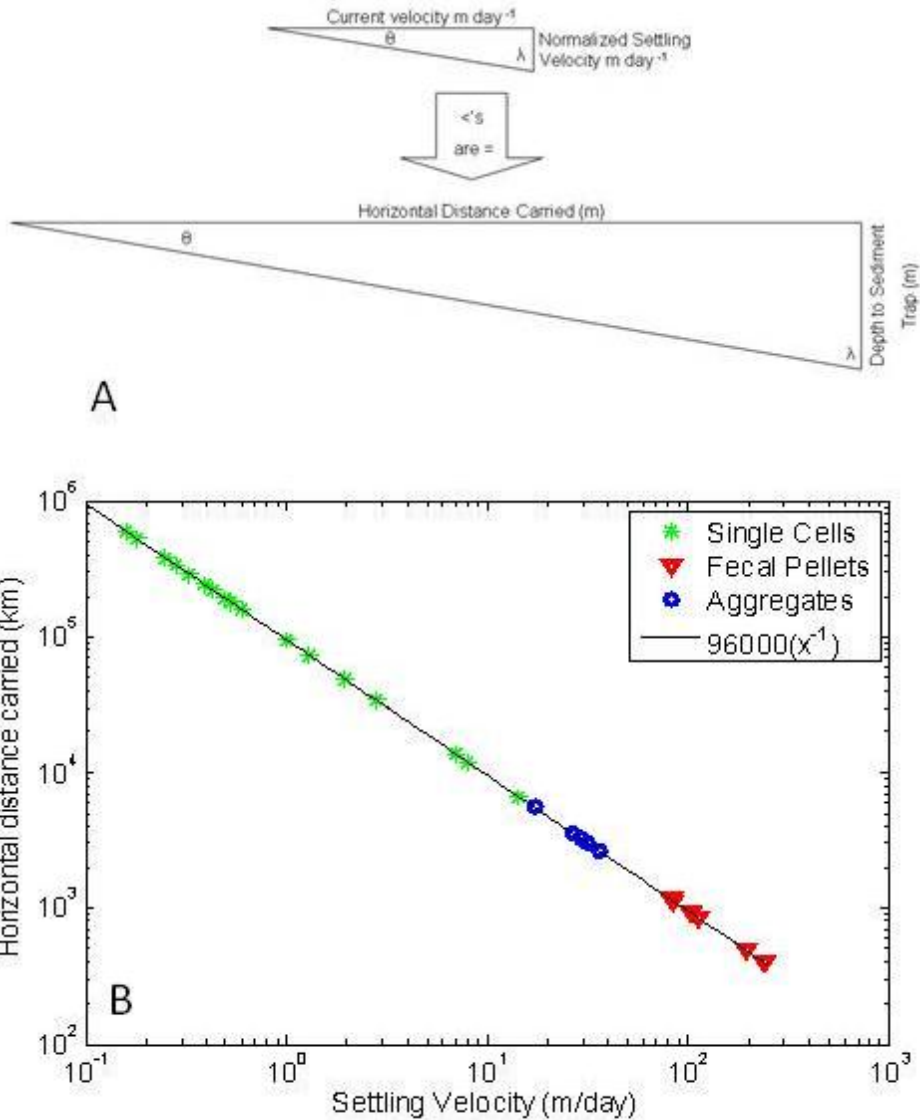 Current velocity m day⁻¹
θ
λ
Normalized Settling
Velocity m day⁻¹
<'s
are =
Horizontal Distance Carried (m)
θ
λ
Depth to Sediment
Trap (m)
A
10⁶
10⁵
10⁴
10³
10²
Horizontal distance carried (km)
Single Cells
Fecal Pellets
Aggregates
96000(x⁻¹)
B
10⁻¹
10⁰
10¹
10²
10³
Settling Velocity (m/day)